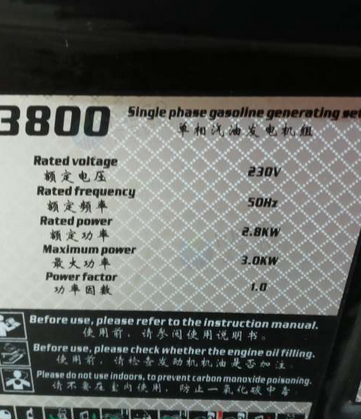 3800 Single phase gasoline generating set
单相汽油发电机组
Rated voltage 230V
额定电压
Rated frequency 50Hz
额定频率
Rated power 2.8KW
额定功率
Maximum power 3.0KW
最大功率
Power factor 1.0
功率因数
Before use, please refer to the instruction manual.
使用前，请参阅使用说明书。
Before use, please check whether the engine oil filling.
使用前，请检查发动机机油是否加注。
Please do not use indoors, to prevent carbon monoxide poisoning.
请不要在室内使用，防止一氧化碳中毒